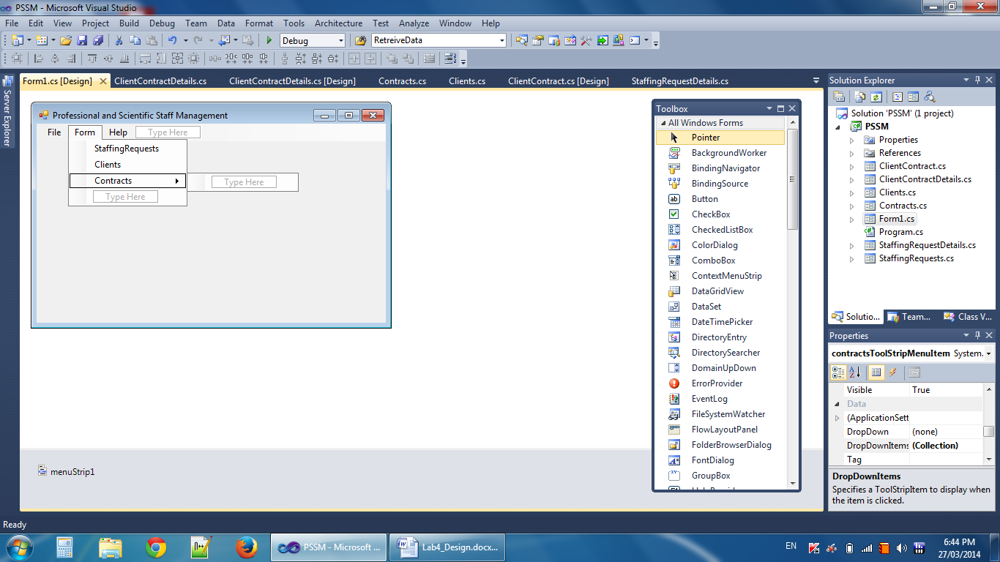 PSSM - Microsoft Visual Studio
File Edit View Project Build Debug Team Data Format Tools Architecture Test Analyze Window Help
Debug RetreiveData
Form1.cs [Design] ClientContractDetails.cs ClientContractDetails.cs [Design] Contracts.cs Clients.cs ClientContract.cs [Design] StaffingRequestDetails.cs
Server Explorer
Professional and Scientific Staff Management
File Form Help Type Here
StaffingRequests
Clients
Contracts Type Here
Type Here
menuStrip1
Toolbox
All Windows Forms
Pointer
BackgroundWorker
BindingNavigator
BindingSource
Button
CheckBox
CheckedListBox
ColorDialog
ComboBox
ContextMenuStrip
DataGridView
DataSet
DateTimePicker
DirectoryEntry
DirectorySearcher
DomainUpDown
ErrorProvider
EventLog
FileSystemWatcher
FlowLayoutPanel
FolderBrowserDialog
FontDialog
GroupBox
Solution Explorer
Solution 'PSSM' (1 project)
PSSM
Properties
References
ClientContract.cs
ClientContractDetails.cs
Clients.cs
Contracts.cs
Form1.cs
Program.cs
StaffingRequestDetails.cs
StaffingRequests.cs
Solutio... Team... Class V...
Properties
contractsToolStripMenuItem System.
Visible True
Data
(ApplicationSett
DropDown (none)
DropDownItems (Collection)
Tag
DropDownItems
Specifies a ToolStripItem to display when
the item is clicked.
Ready
PSSM - Microsoft ... Lab4_Design.docx... EN 6:44 PM
27/03/2014